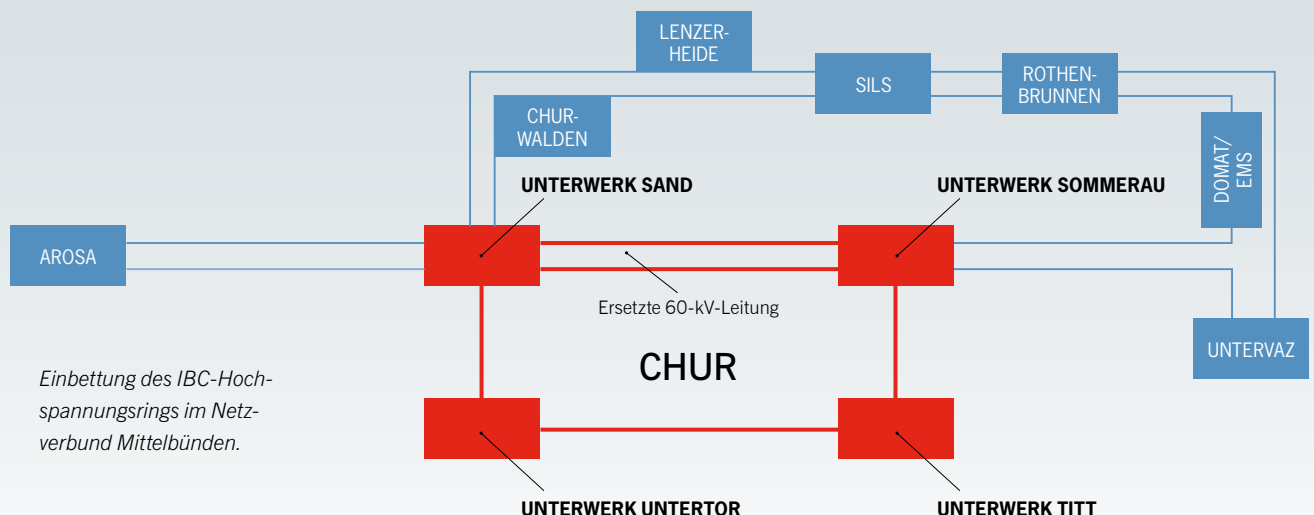 LENZER-
HEIDE
SILS
ROTHEN-
BRUNNEN
CHUR-
WALDEN
DOMAT/
EMS
UNTERWERK SAND
UNTERWERK SOMMERAU
AROSA
Ersetzte 60-kV-Leitung
UNTERVAZ
CHUR
Einbettung des IBC-Hoch-
spannungsrings im Netz-
verbund Mittelbünden.
UNTERWERK UNTERTOR
UNTERWERK TITT